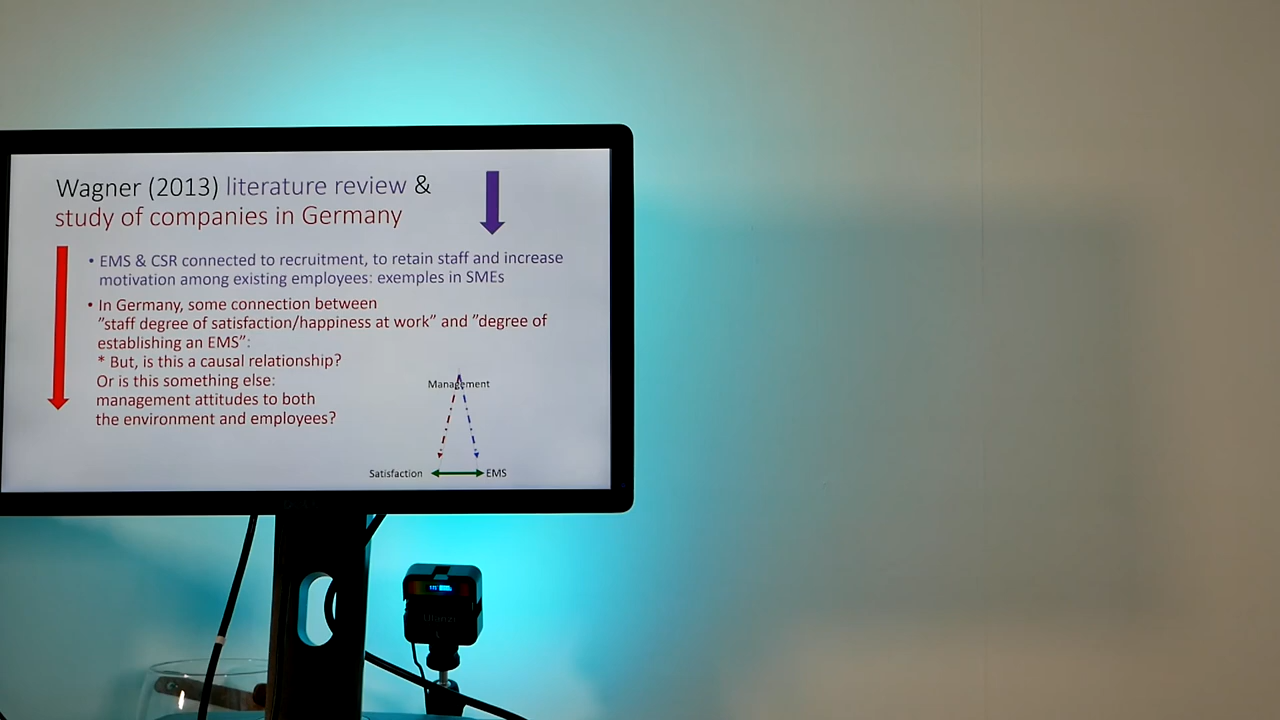 Wagner (2013) literature review &
study of companies in Germany
• EMS & CSR connected to recruitment, to retain staff and increase
motivation among existing employees: exemples in SMEs
• In Germany, some connection between
”staff degree of satisfaction/happiness at work” and ”degree of
establishing an EMS”:
* But, is this a causal relationship?
Or is this something else:
management attitudes to both
the environment and employees?
Management
Satisfaction
EMS